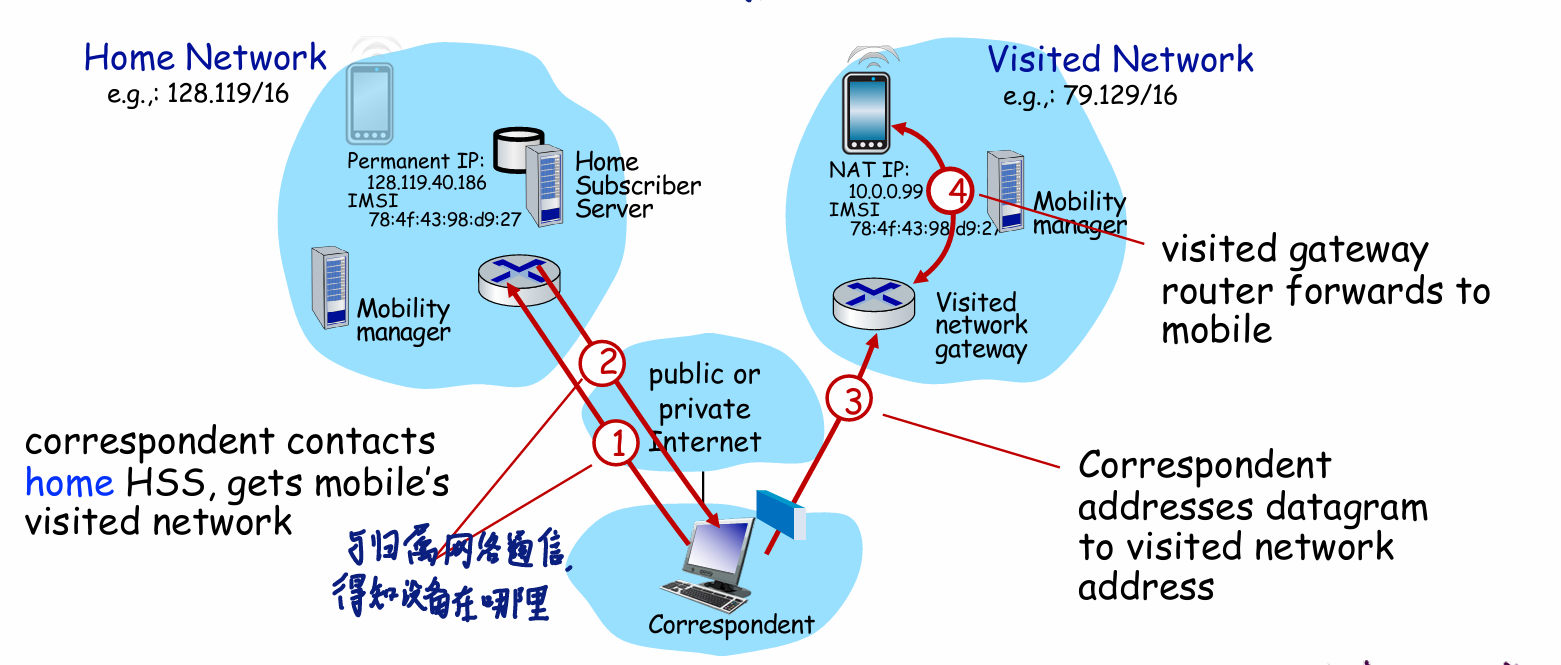 Home Network
e.g.,: 128.119/16
Permanent IP:
128.119.40.186
IMSI
78:4f:43:98:d9:27
Home
Subscriber
Server
Mobility
manager
Visited Network
e.g.,: 79.129/16
NAT IP:
10.0.0.99
IMSI
78:4f:43:98:d9:27
Mobility
manager
Visited
network
gateway
4
visited gateway
router forwards to
mobile
2
1
public or
private
Internet
3
correspondent contacts
home HSS, gets mobile's
visited network
与归属网络通信,
得知设备在哪里
Correspondent
addresses datagram
to visited network
address
Correspondent